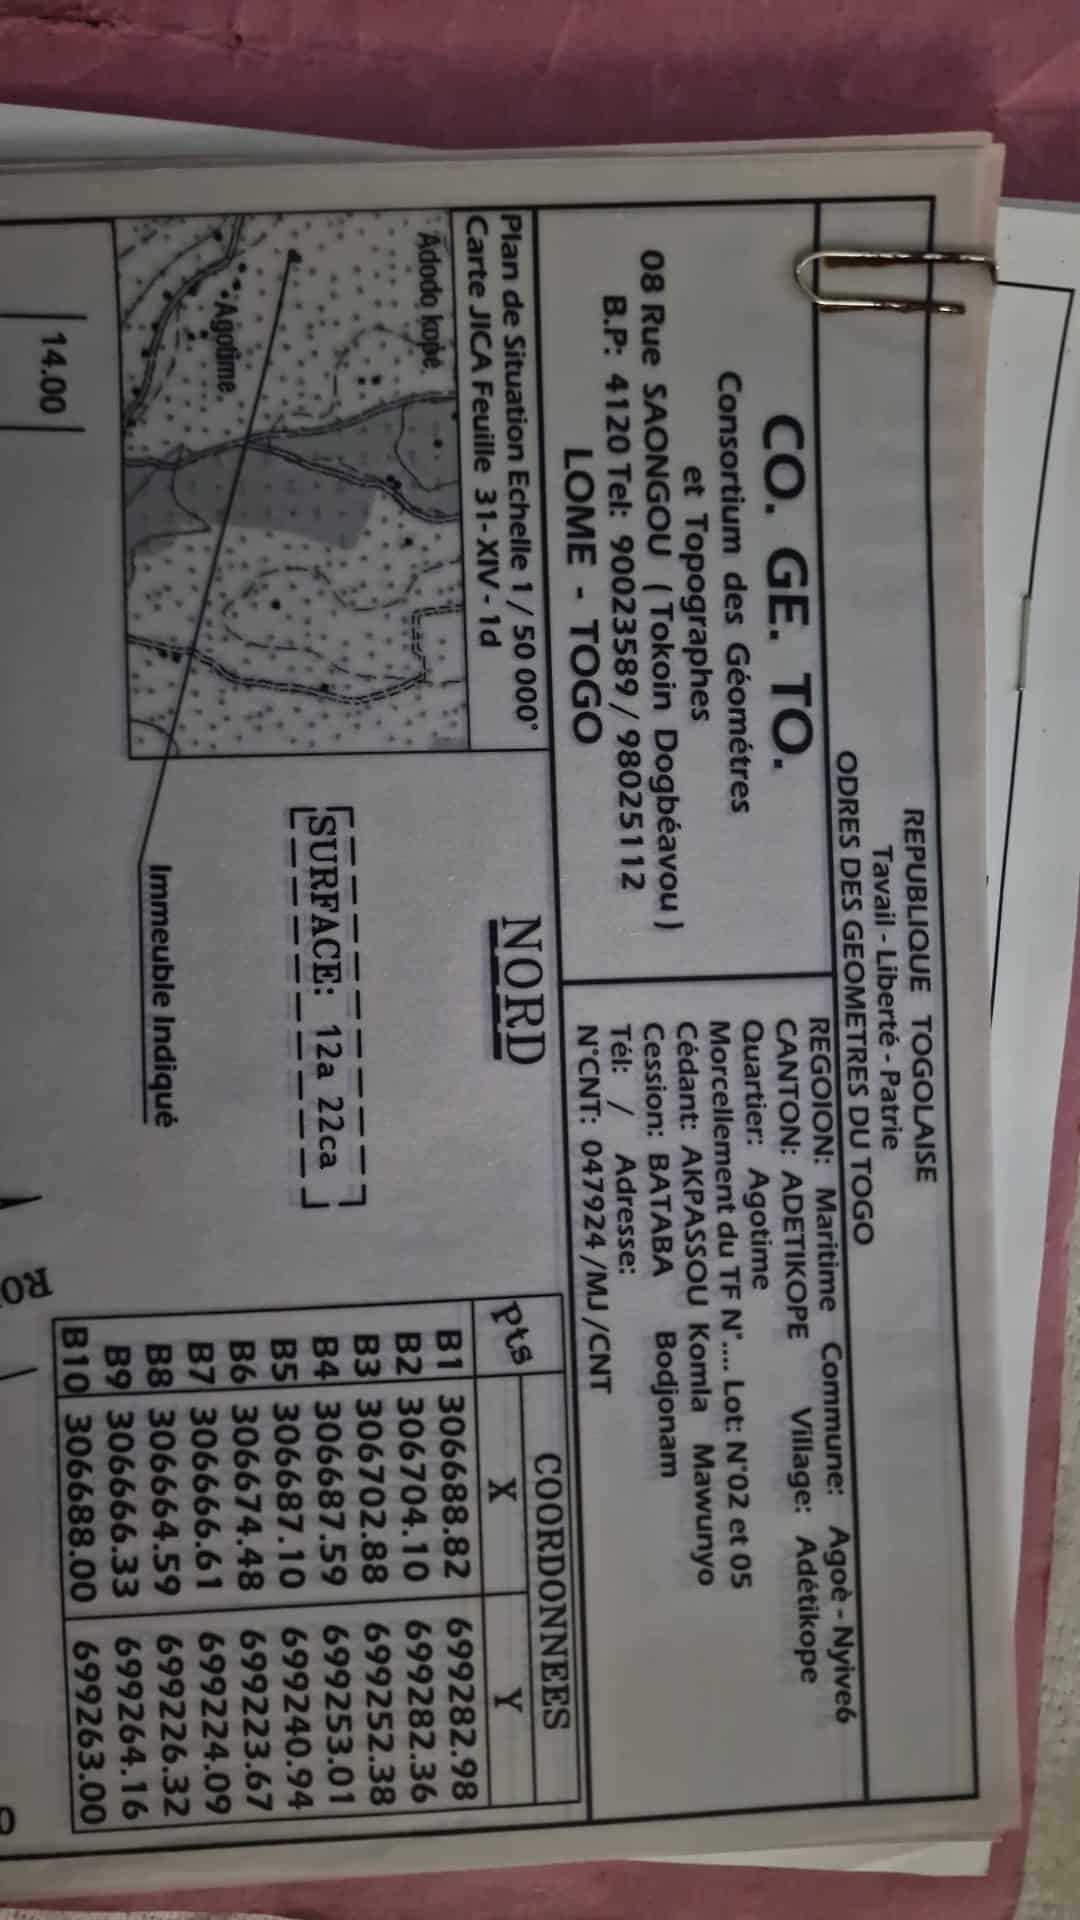 REPUBLIQUE TOGOLAISE
Tavail - Liberté - Patrie
ODRES DES GEOMETRES DU TOGO
CO. GE. TO.
Consortium des Géométres
et Topographes
08 Rue SAONGOU ( Tokoin Dogbéavou )
B.P: 4120 Tel: 90023589 / 98025112
LOME - TOGO
REGOION: Maritime Commune: Agoè - Nyive6
CANTON: ADETIKOPE Village: Adétikope
Quartier: Agotime
Morcellement du TF N°.... Lot: N°02 et 05
Cédant: AKPASSOU Komla Mawunyo
Cession: BATABA Bodjonam
Tél: / Adresse:
N°CNT: 047924 /MJ /CNT
Plan de Situation Echelle 1 / 50 000°
Carte JICA Feuille 31- XIV - 1d
Adodo kopé
Agotime
NORD
SURFACE: 12a 22ca
Immeuble Indiqué
COORDONNEES
pts X Y
B1 306688.82 699282.98
B2 306704.10 699282.36
B3 306702.88 699252.38
B4 306687.59 699253.01
B5 306687.10 699240.94
B6 306674.48 699223.67
B7 306666.61 699224.09
B8 306664.59 699226.32
B9 306666.33 699264.16
B10 306688.00 699263.00
14.00